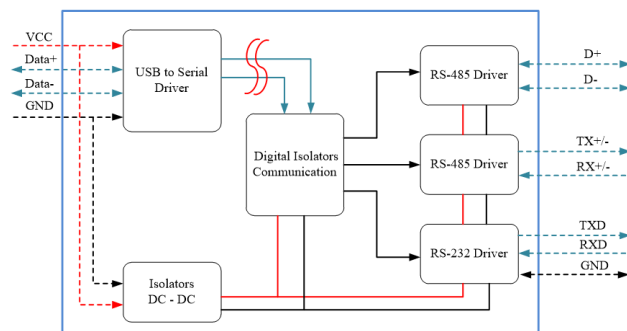 VCC
Data+
Data-
GND
USB to Serial
Driver
Digital Isolators
Communication
Isolators
DC - DC
RS-485 Driver
RS-485 Driver
RS-232 Driver
D+
D-
TX+/-
RX+/-
TXD
RXD
GND